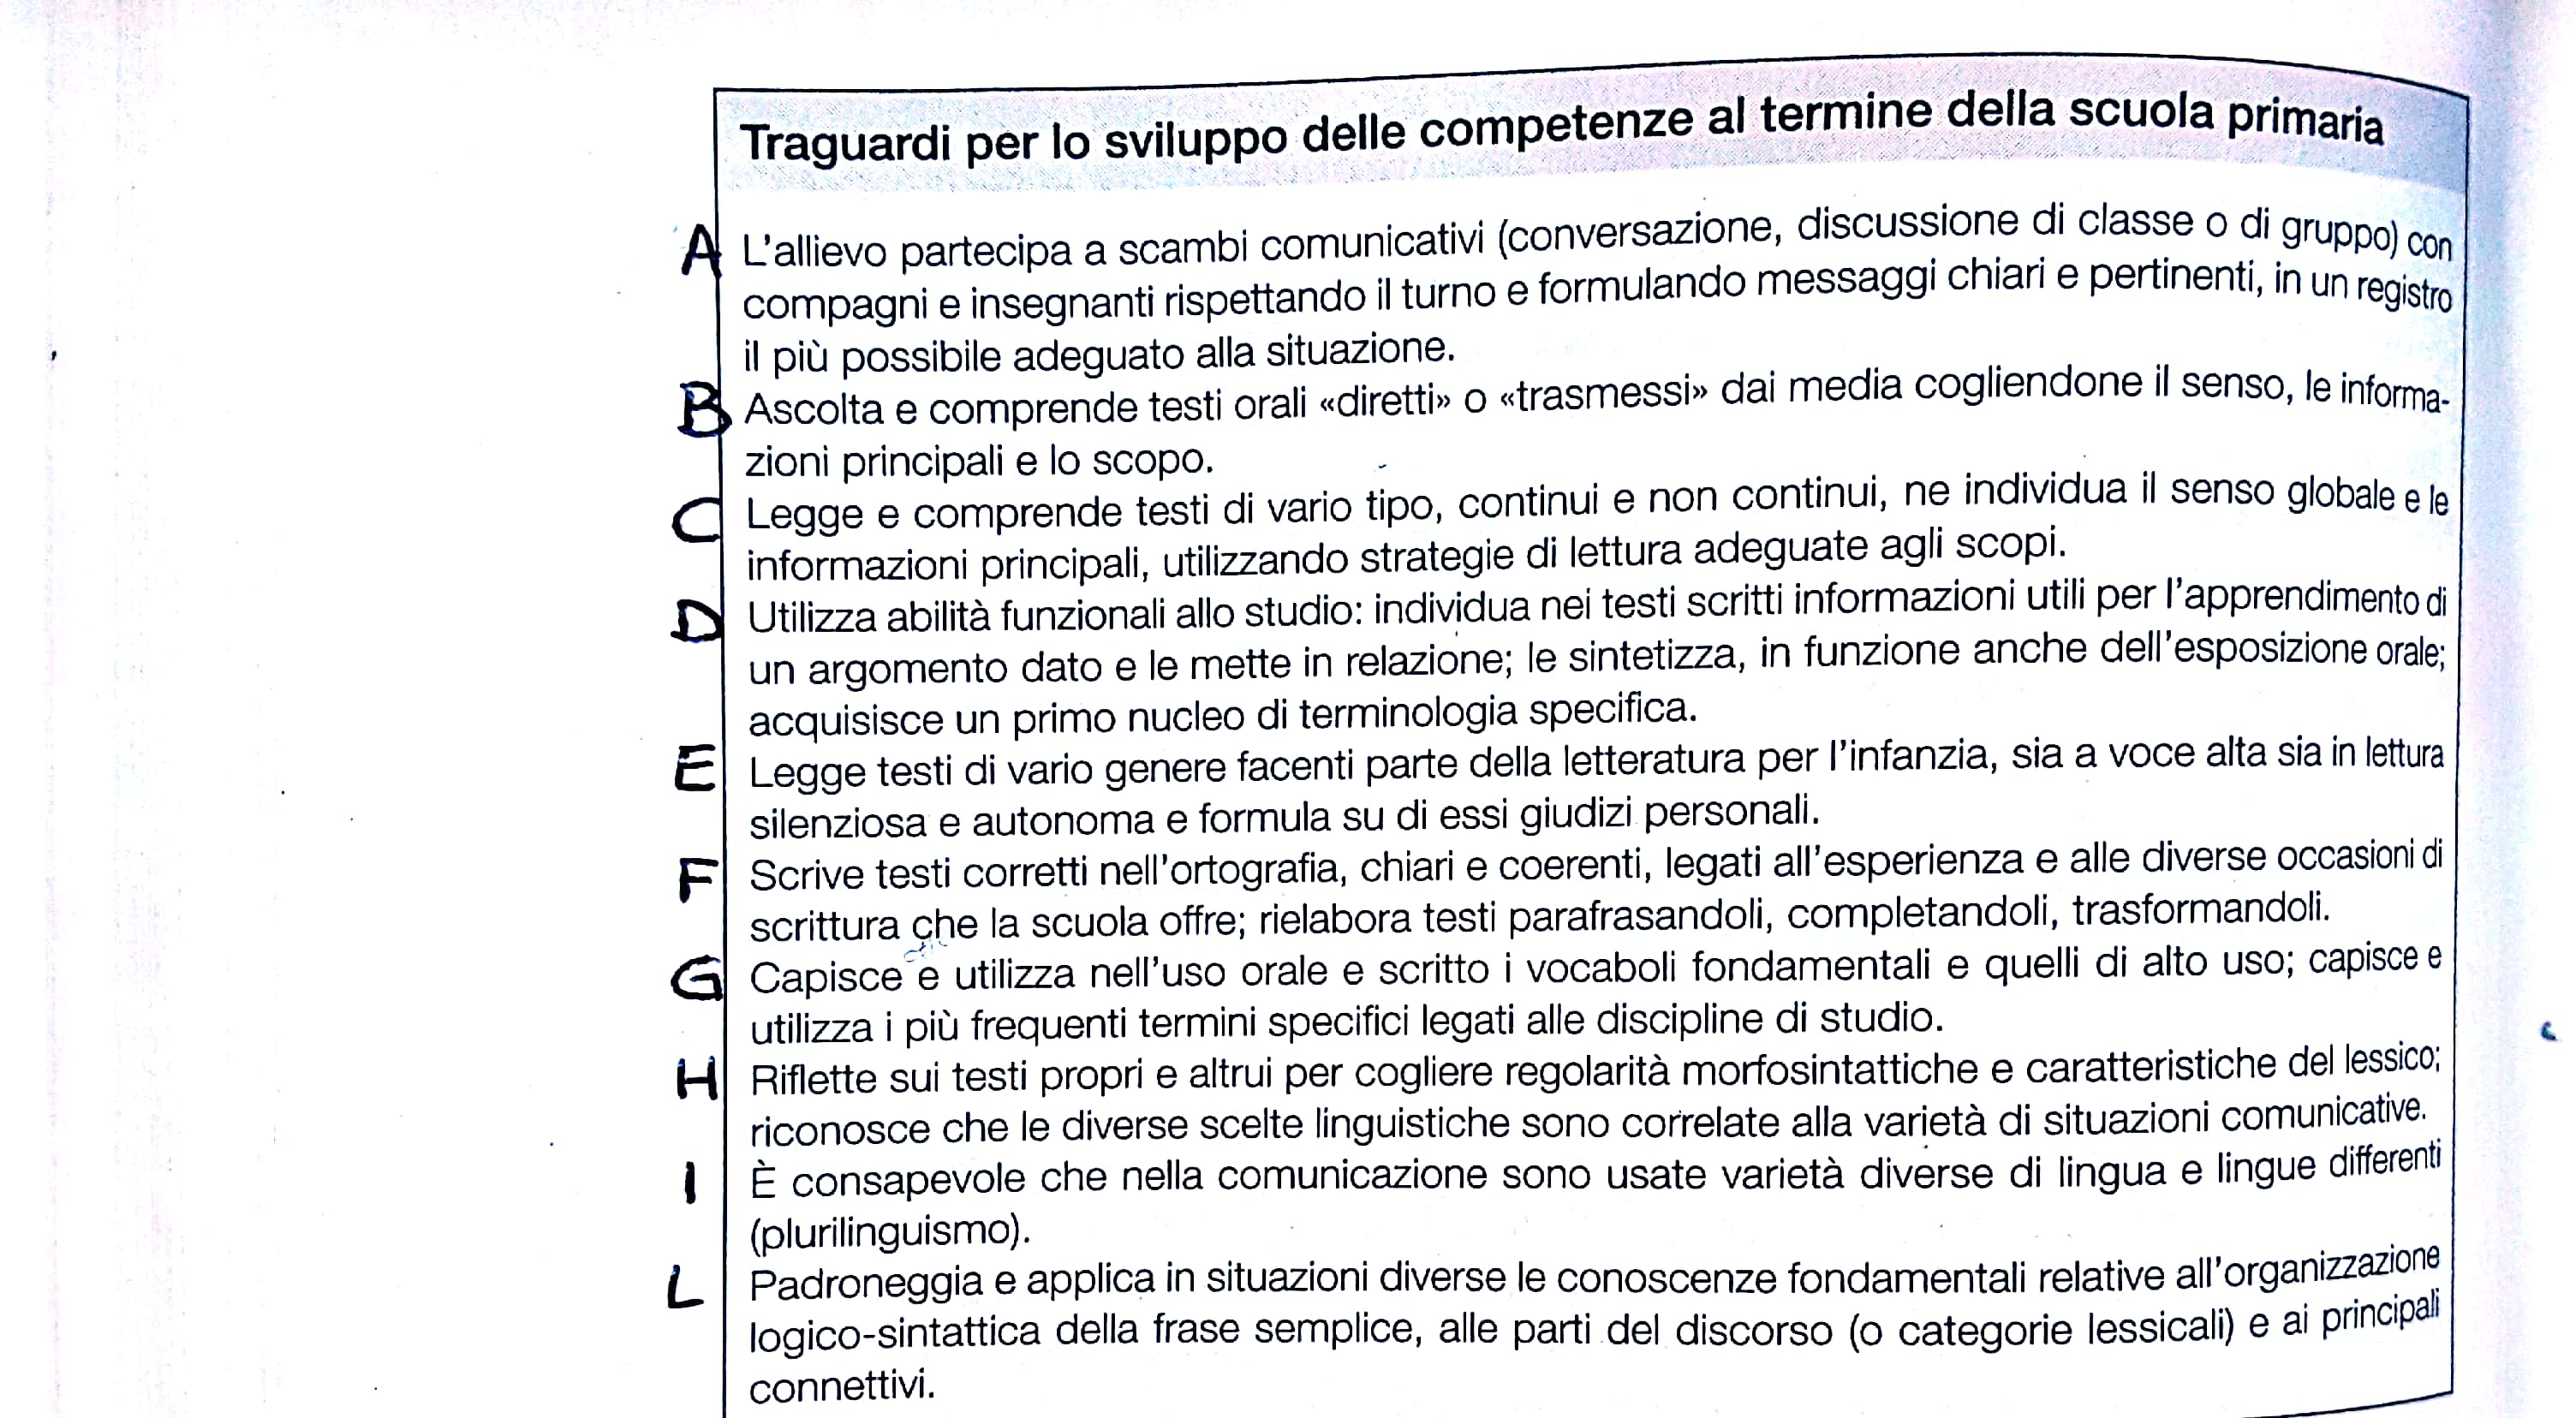 Traguardi per lo sviluppo delle competenze al termine della scuola primaria
A L'allievo partecipa a scambi comunicativi (conversazione, discussione di classe o di gruppo) con
compagni e insegnanti rispettando il turno e formulando messaggi chiari e pertinenti, in un registro
il più possibile adeguato alla situazione.
B Ascolta e comprende testi orali «diretti» o «trasmessi» dai media cogliendone il senso, le informa-
zioni principali e lo scopo.
C Legge e comprende testi di vario tipo, continui e non continui, ne individua il senso globale e le
informazioni principali, utilizzando strategie di lettura adeguate agli scopi.
D Utilizza abilità funzionali allo studio: individua nei testi scritti informazioni utili per l'apprendimento di
un argomento dato e le mette in relazione; le sintetizza, in funzione anche dell'esposizione orale;
acquisisce un primo nucleo di terminologia specifica.
E Legge testi di vario genere facenti parte della letteratura per l'infanzia, sia a voce alta sia in lettura
silenziosa e autonoma e formula su di essi giudizi personali.
F Scrive testi corretti nell'ortografia, chiari e coerenti, legati all'esperienza e alle diverse occasioni di
scrittura che la scuola offre; rielabora testi parafrasandoli, completandoli, trasformandoli.
G Capisce e utilizza nell'uso orale e scritto i vocaboli fondamentali e quelli di alto uso; capisce e
utilizza i più frequenti termini specifici legati alle discipline di studio.
H Riflette sui testi propri e altrui per cogliere regolarità morfosintattiche e caratteristiche del lessico;
riconosce che le diverse scelte linguistiche sono correlate alla varietà di situazioni comunicative.
I È consapevole che nella comunicazione sono usate varietà diverse di lingua e lingue differenti
(plurilinguismo).
L Padroneggia e applica in situazioni diverse le conoscenze fondamentali relative all'organizzazione
logico-sintattica della frase semplice, alle parti del discorso (o categorie lessicali) e ai principali
connettivi.